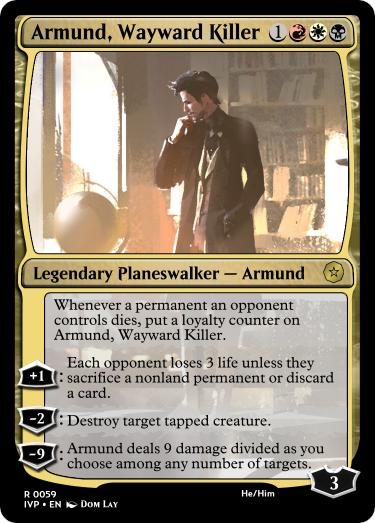 Armund, Wayward Killer 1
Legendary Planeswalker — Armund
Whenever a permanent an opponent
controls dies, put a loyalty counter on
Armund, Wayward Killer.
+1: Each opponent loses 3 life unless they
sacrifice a nonland permanent or discard
a card.
-2: Destroy target tapped creature.
-9: Armund deals 9 damage divided as you
choose among any number of targets.
3
R 0059 He/Him
IVP • EN Dom Lay